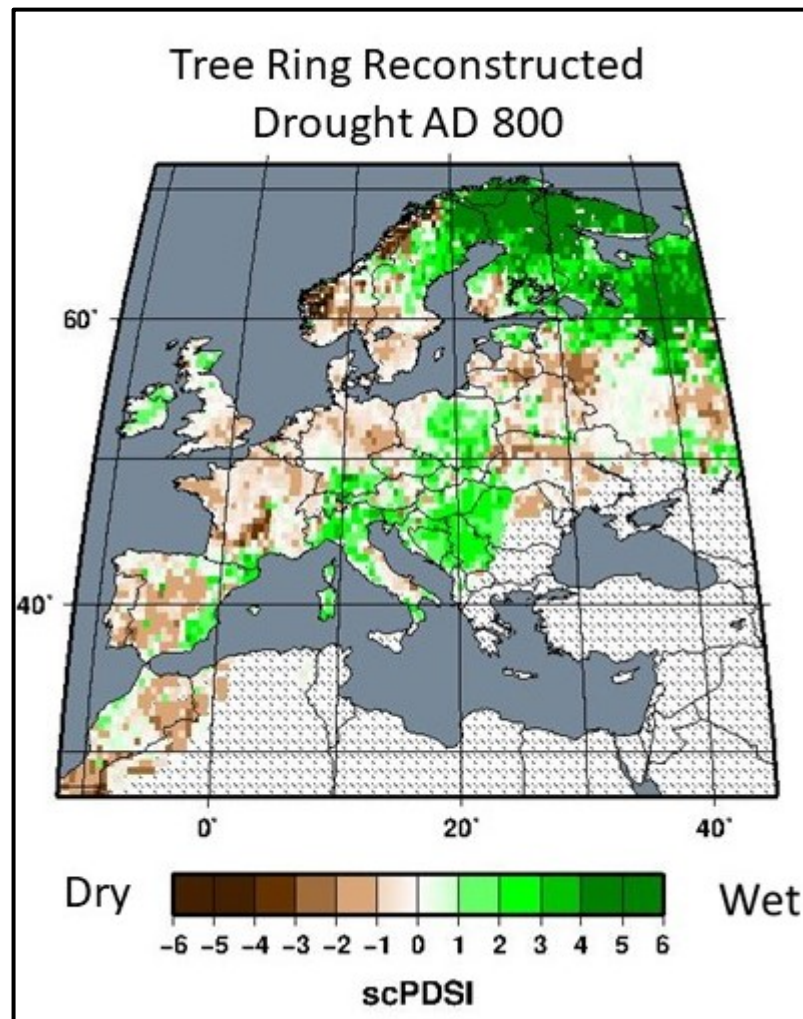 Tree Ring Reconstructed
Drought AD 800
60˚
40˚
0˚ 20˚ 40˚
Dry Wet
-6 -5 -4 -3 -2 -1 0 1 2 3 4 5 6
scPDSI